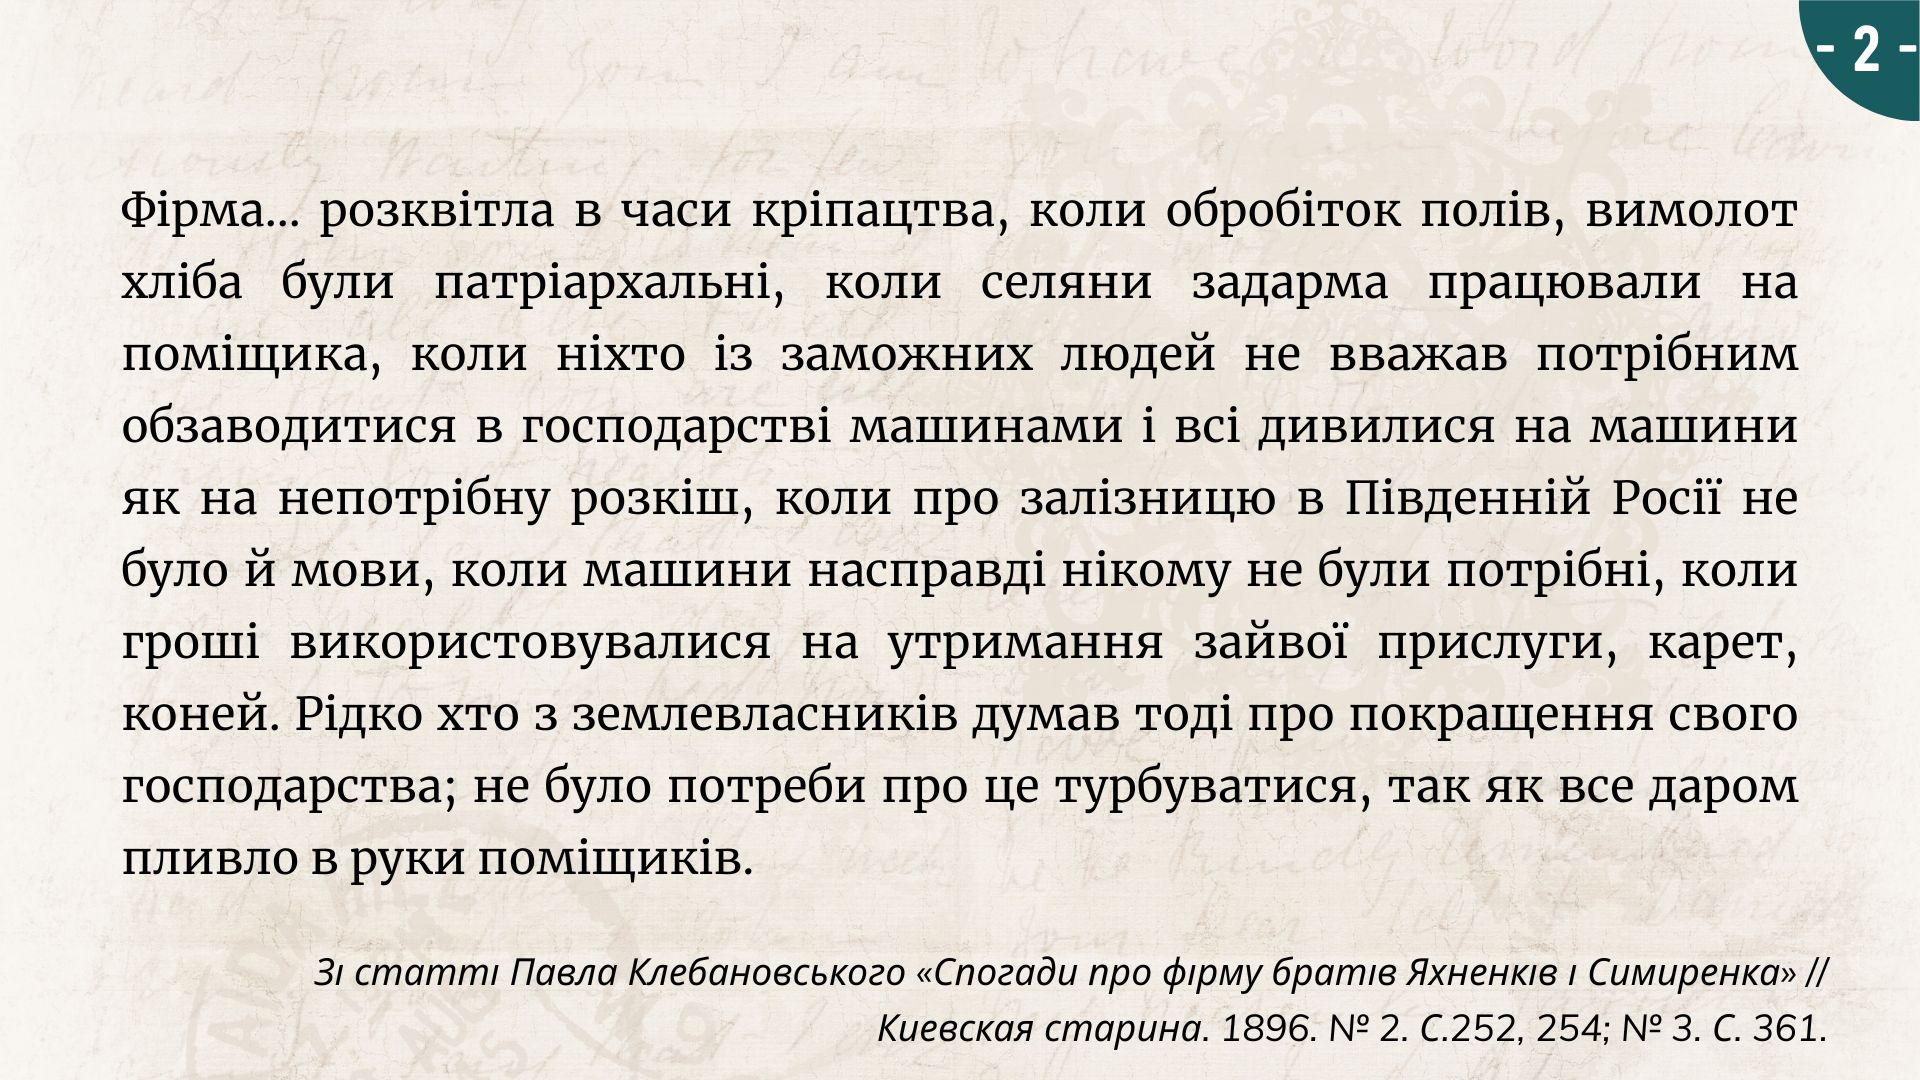 - 2 -
Фірма... розквітла в часи кріпацтва, коли обробіток полів, вимолот
хліба були патріархальні, коли селяни задарма працювали на
поміщика, коли ніхто із заможних людей не вважав потрібним
обзаводитися в господарстві машинами і всі дивилися на машини
як на непотрібну розкіш, коли про залізницю в Південній Росії не
було й мови, коли машини насправді нікому не були потрібні, коли
гроші використовувалися на утримання зайвої прислуги, карет,
коней. Рідко хто з землевласників думав тоді про покращення свого
господарства; не було потреби про це турбуватися, так як все даром
пливло в руки поміщиків.
Зі статті Павла Клебановського «Спогади про фірму братів Яхненків і Симиренка» //
Киевская старина. 1896. № 2. С.252, 254; № 3. С. 361.